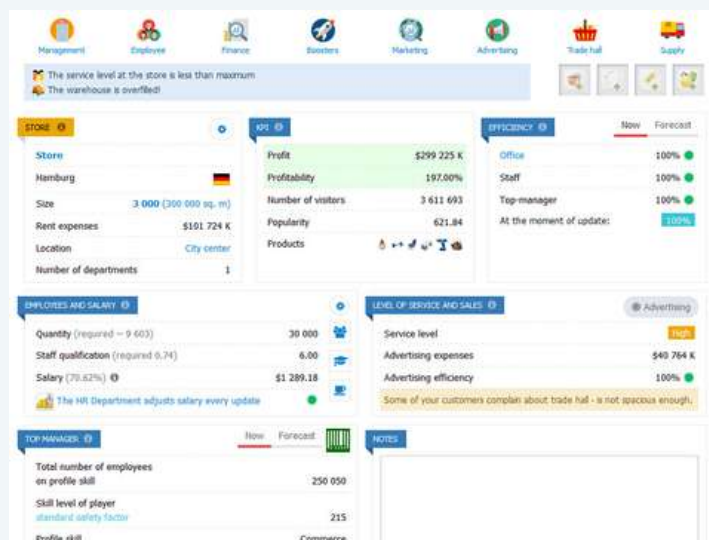 Management Employee Finance Boosters Marketing Advertising Trade hall Supply
The service level at the store is less than maximum
The warehouse is overfilled!
STORE
Store
Hamburg
Size 3 000 (300 000 sq. m)
Rent expenses $101 724 K
Location City center
Number of departments 1
KPI
Profit $299 225 K
Profitability 197.00%
Number of visitors 3 611 693
Popularity 621.84
Products
EFFICIENCY Now Forecast
Office 100%
Staff 100%
Top-manager 100%
At the moment of update: 100%
EMPLOYEES AND SALARY
Quantity (required ~ 9 603) 30 000
Staff qualification (required 0.74) 6.00
Salary (70.62%) $1 289.18
The HR Department adjusts salary every update
LEVEL OF SERVICE AND SALES Advertising
Service level High
Advertising expenses $40 764 K
Advertising efficiency 100%
Some of your customers complain about trade hall - is not spacious enough.
TOP MANAGER Now Forecast
Total number of employees
on profile skill 250 050
Skill level of player
standard safety factor 215
Profile skill Commerce
NOTES